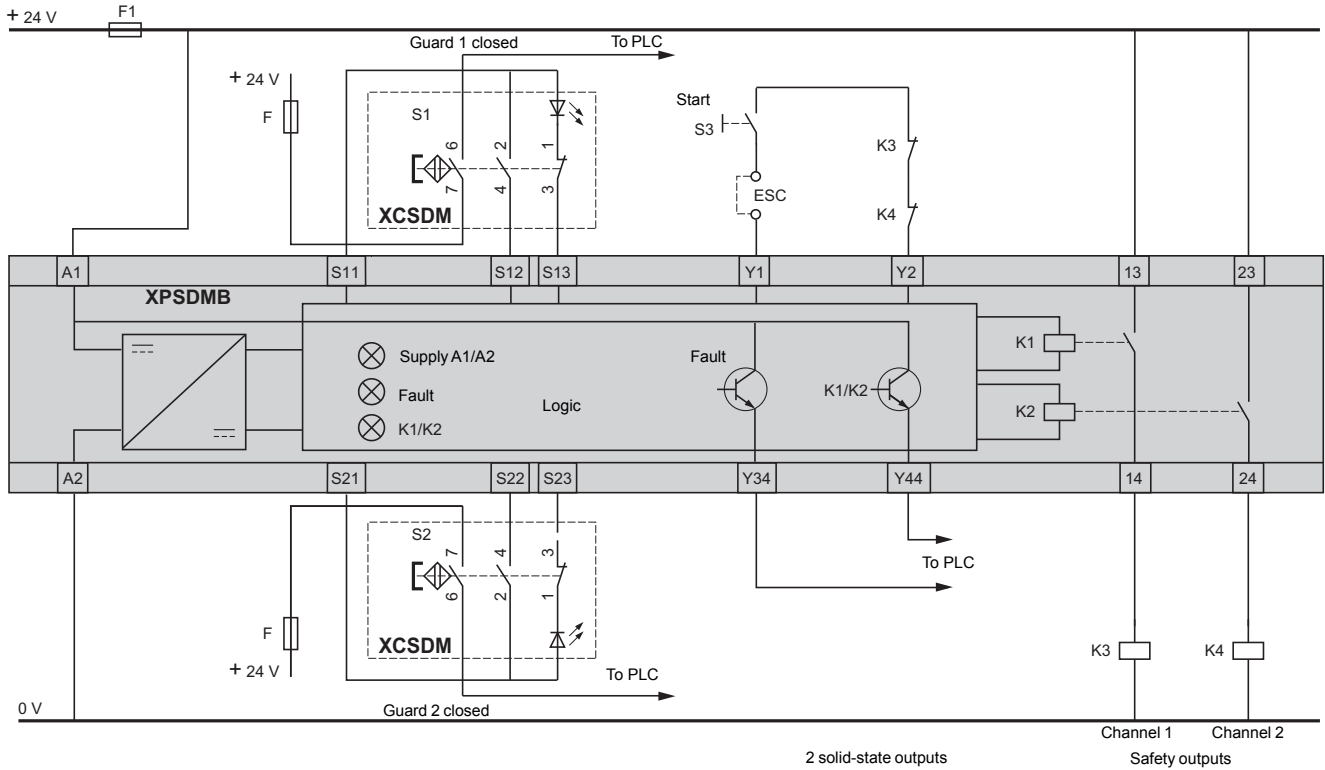 + 24 V
F1
Guard 1 closed
To PLC
+ 24 V
F
S1
6
2
1
7
4
3
XCSDM
Start
S3
ESC
K3
K4
A1
S11
S12
S13
Y1
Y2
13
23
XPSDMB
Supply A1/A2
Fault
K1/K2
Logic
Fault
K1/K2
K1
K2
A2
S21
S22
S23
Y34
Y44
14
24
S2
7
4
3
6
2
1
XCSDM
F
+ 24 V
To PLC
To PLC
K3
K4
0 V
Guard 2 closed
Channel 1
Channel 2
2 solid-state outputs
Safety outputs